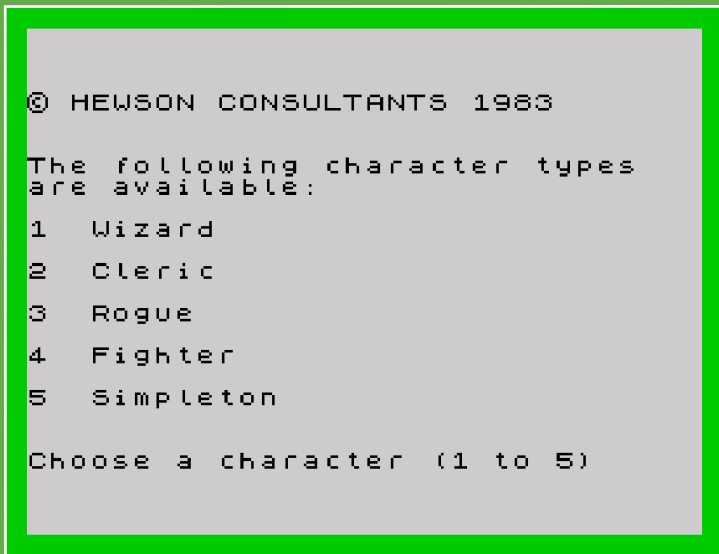 © HEWSON CONSULTANTS 1983
The following character types
are available:
1 Wizard
2 Cleric
3 Rogue
4 Fighter
5 Simpleton
Choose a character (1 to 5)